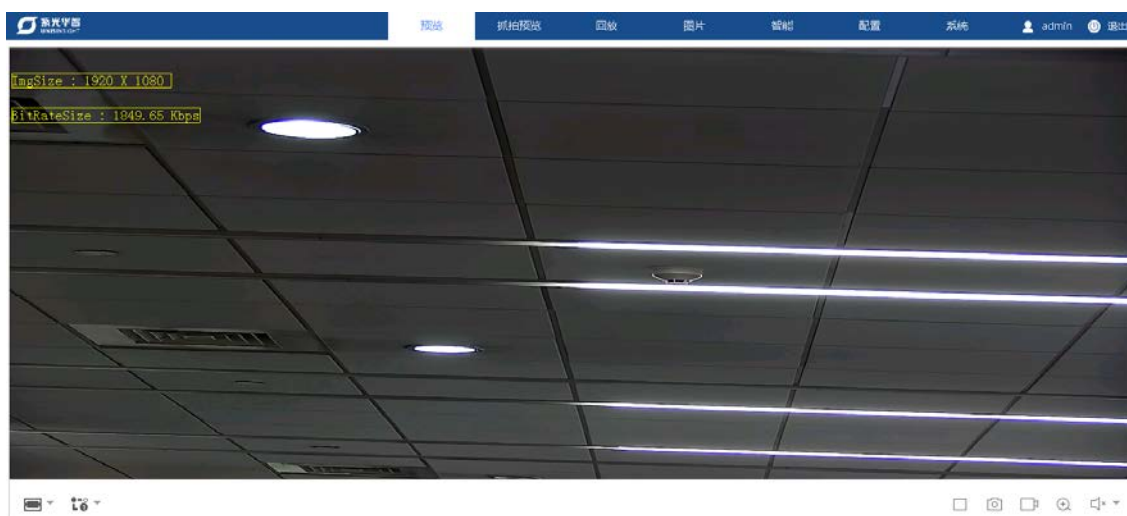 紫光华智
预览 抓拍预览 回放 图片 智能 配置 系统 admin 退出
ImgSize : 1920 X 1080
BitRateSize : 1849.65 Kbps